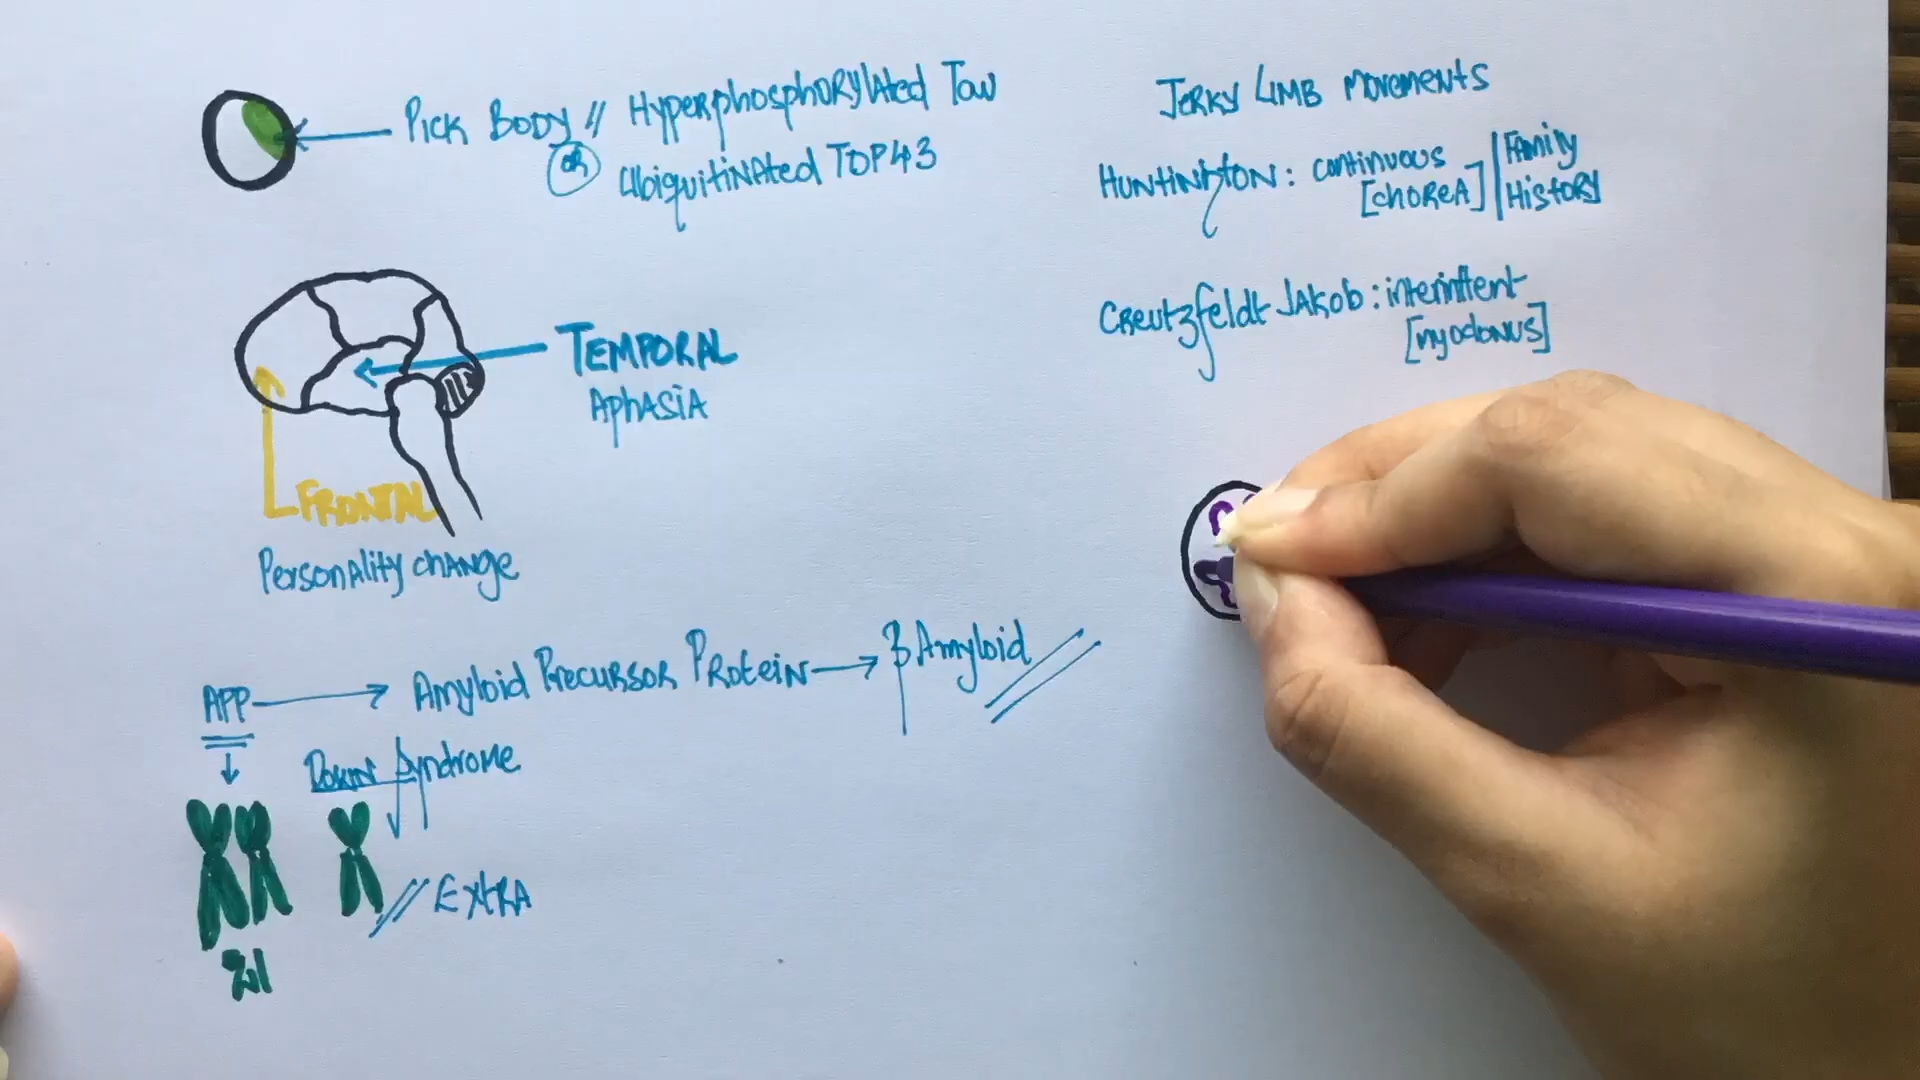 Pick Body // Hyperphosphorylated Tau
OR
Ubiquitinated TDP43
TEMPORAL
Aphasia
FRONTAL
Personality change
APP → Amyloid Precursor Protein → β Amyloid
Down Syndrome
Extra
21
Jerky Limb Movements
Huntington: continuous
[chorea]
Family
History
Creutzfeldt Jakob: intermittent
[myoclonus]